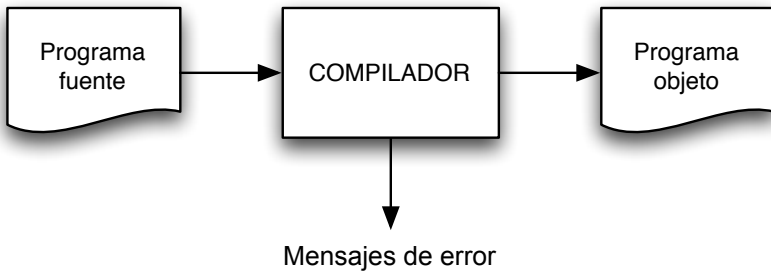 Programa
fuente
COMPILADOR
Programa
objeto
Mensajes de error